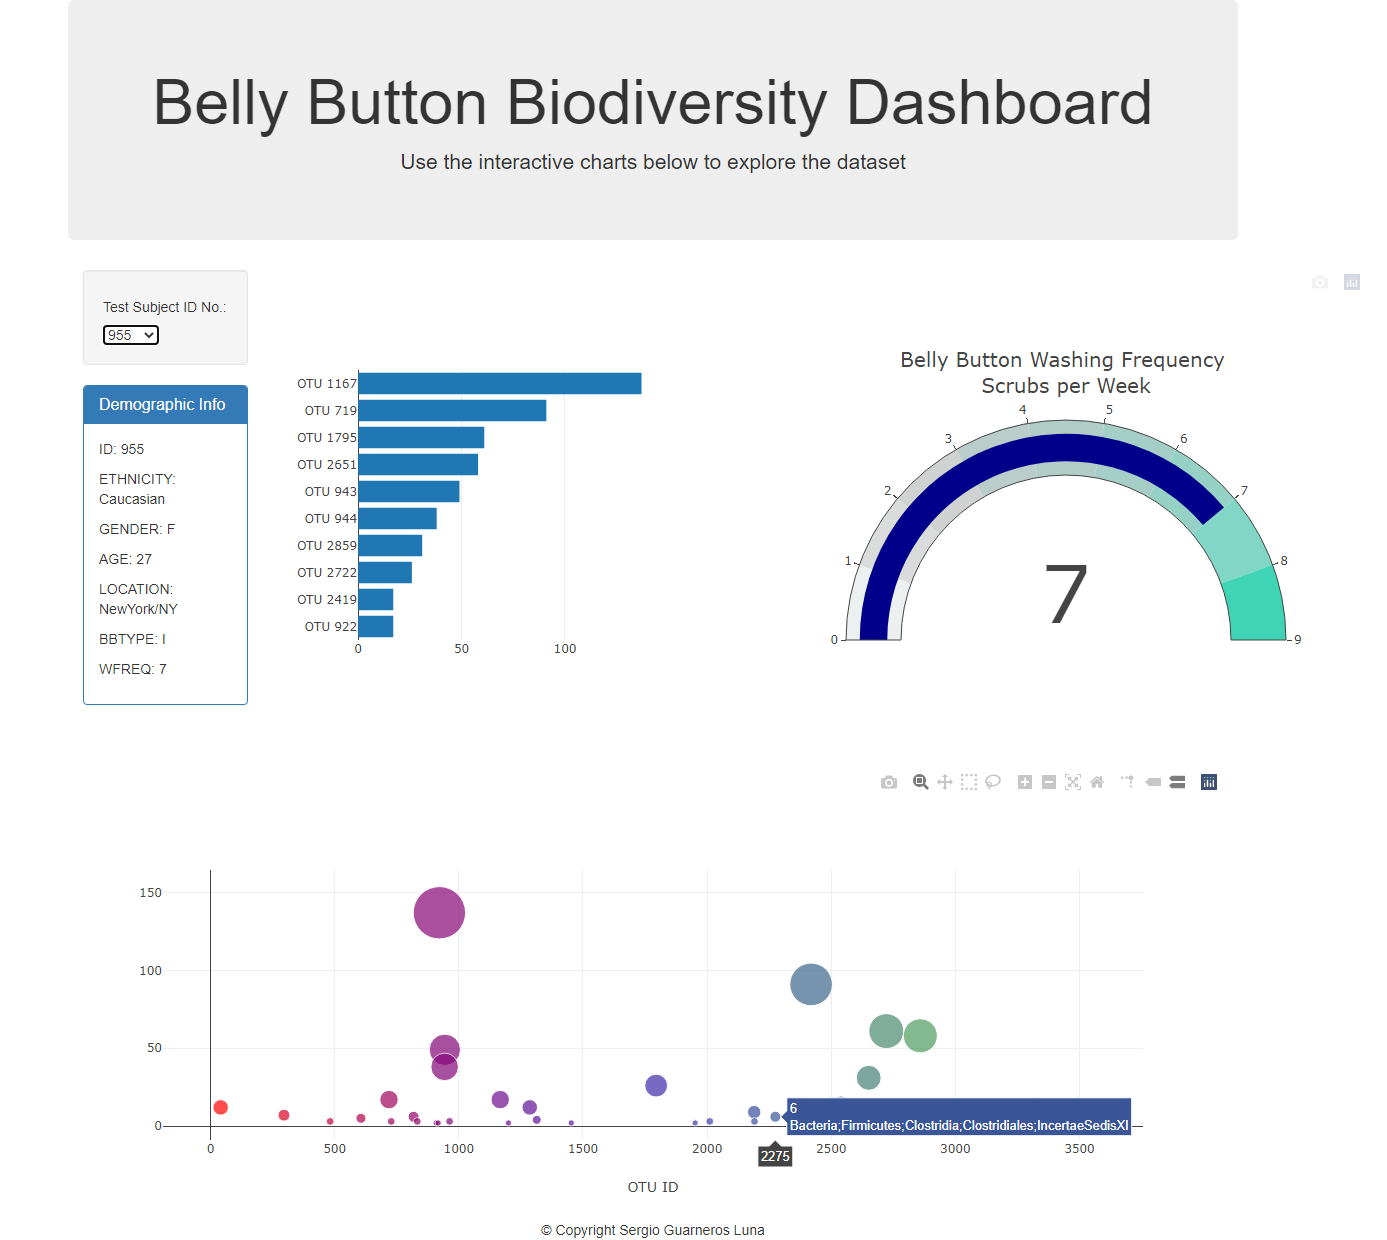 Belly Button Biodiversity Dashboard
Use the interactive charts below to explore the dataset
Test Subject ID No.:
955
Demographic Info
ID: 955
ETHNICITY:
Caucasian
GENDER: F
AGE: 27
LOCATION:
NewYork/NY
BBTYPE: I
WFREQ: 7
OTU 1167
OTU 719
OTU 1795
OTU 2651
OTU 943
OTU 944
OTU 2859
OTU 2722
OTU 2419
OTU 922
0 50 100
Belly Button Washing Frequency
Scrubs per Week
0 1 2 3 4 5 6 7 8 9
7
150
100
50
0
6
Bacteria;Firmicutes;Clostridia;Clostridiales;IncertaeSedisXI
0 500 1000 1500 2000 2500 3000 3500
2275
OTU ID
© Copyright Sergio Guarneros Luna